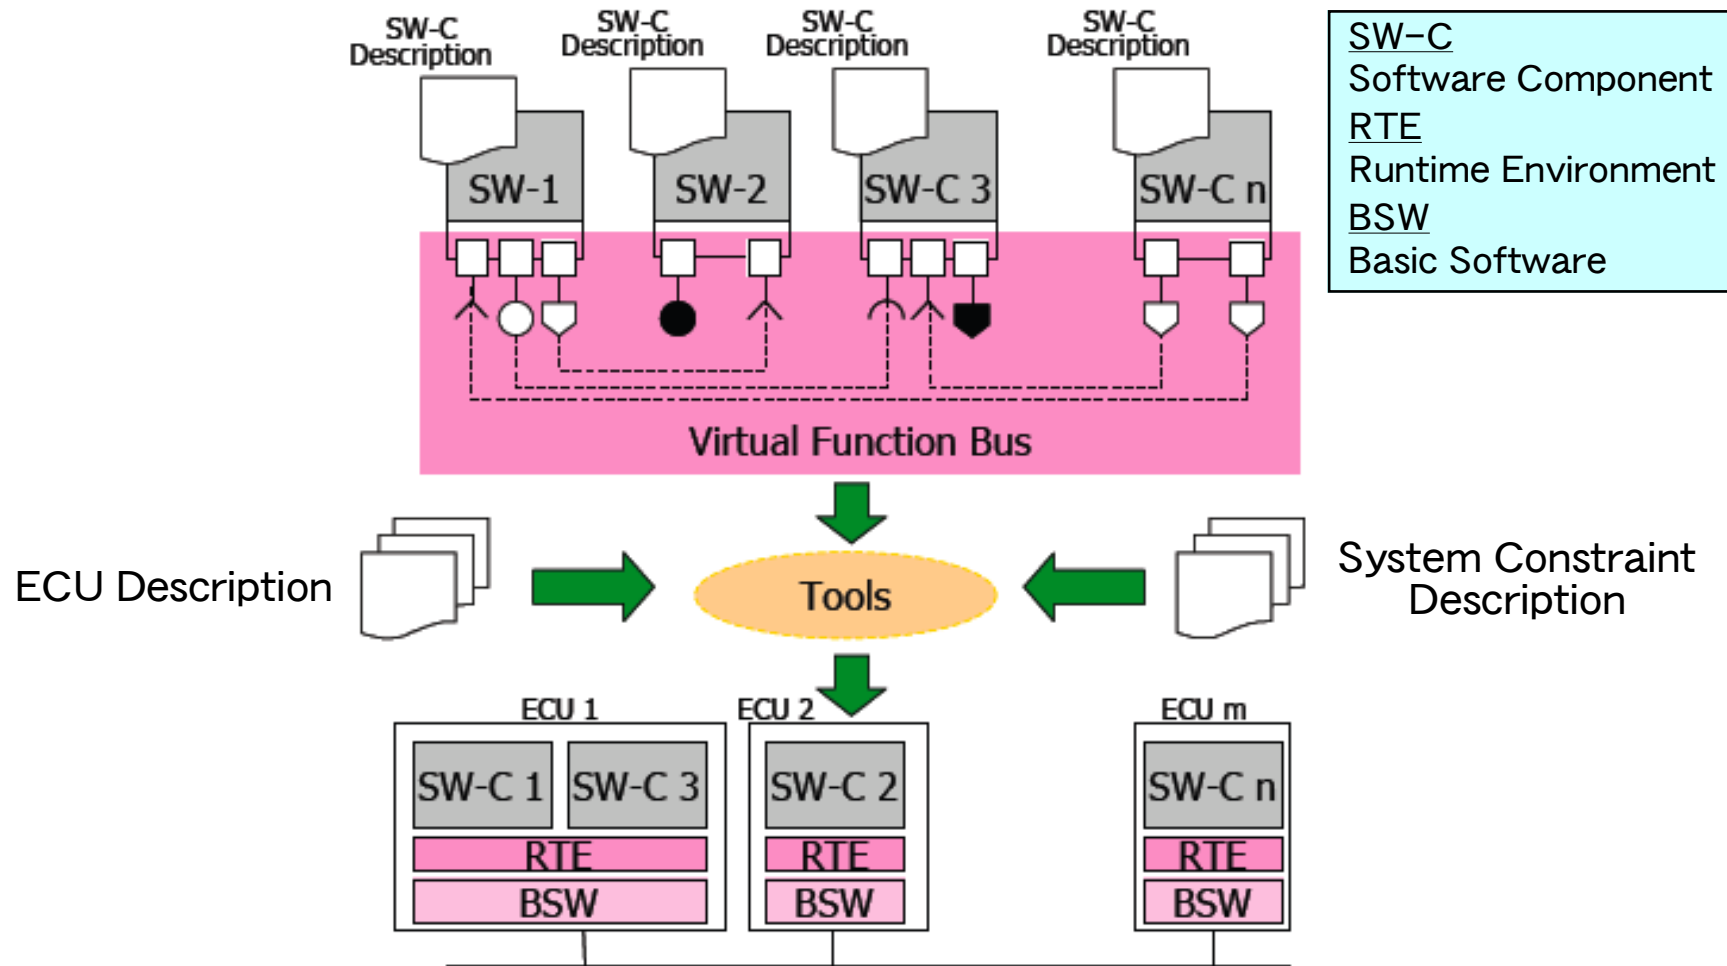 SW-C
Description
SW-C
Description
SW-C
Description
SW-C
Description
SW-C
Software Component
RTE
Runtime Environment
BSW
Basic Software
SW-1
SW-2
SW-C 3
SW-C n
Virtual Function Bus
ECU Description
Tools
System Constraint
Description
ECU 1
ECU 2
ECU m
SW-C 1
SW-C 3
SW-C 2
SW-C n
RTE
RTE
RTE
BSW
BSW
BSW